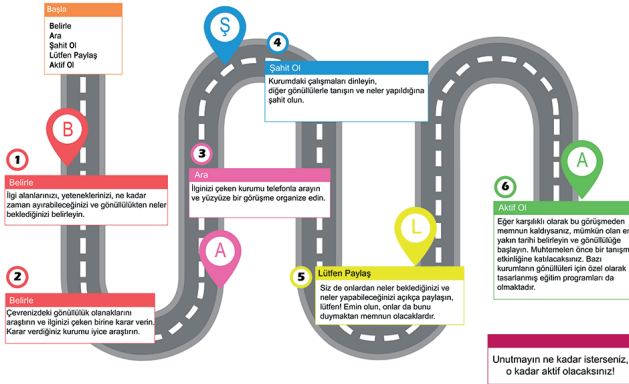 Başla
Belirle
Ara
Şahit Ol
Lütfen Paylaş
Aktif Ol
B
1
Belirle
İlgi alanlarınızı, yeteneklerinizi, ne kadar
zaman ayırabileceğinizi ve gönüllülükten neler
beklediğinizi belirleyin.
2
Belirle
Çevrenizdeki gönüllülük olanaklarını
araştırın ve ilginizi çeken birine karar verin.
Karar verdiğiniz kurumu iyice araştırın.
3
Ara
İlginizi çeken kurumu telefonla arayın
ve yüzyüze bir görüşme organize edin.
A
Ş
4
Şahit Ol
Kurumdaki çalışmaları dinleyin,
diğer gönüllülerle tanışın ve neler yapıldığına
şahit olun.
L
5
Lütfen Paylaş
Siz de onlardan neler beklediğinizi ve
neler yapabileceğinizi açıkça paylaşın,
lütfen! Emin olun, onlar da bunu
duymaktan memnun olacaklardır.
A
6
Aktif Ol
Eğer karşılıklı olarak bu görüşmeden
memnun kaldıysanız, mümkün olan en
yakın tarihi belirleyin ve gönüllülüğe
başlayın. Muhtemelen önce bir tanışm
etkinliğine katılacaksınız. Bazı
kurumların gönüllüleri için özel olarak
tasarlanmış eğitim programları da
olmaktadır.
Unutmayın ne kadar isterseniz,
o kadar aktif olacaksınız!